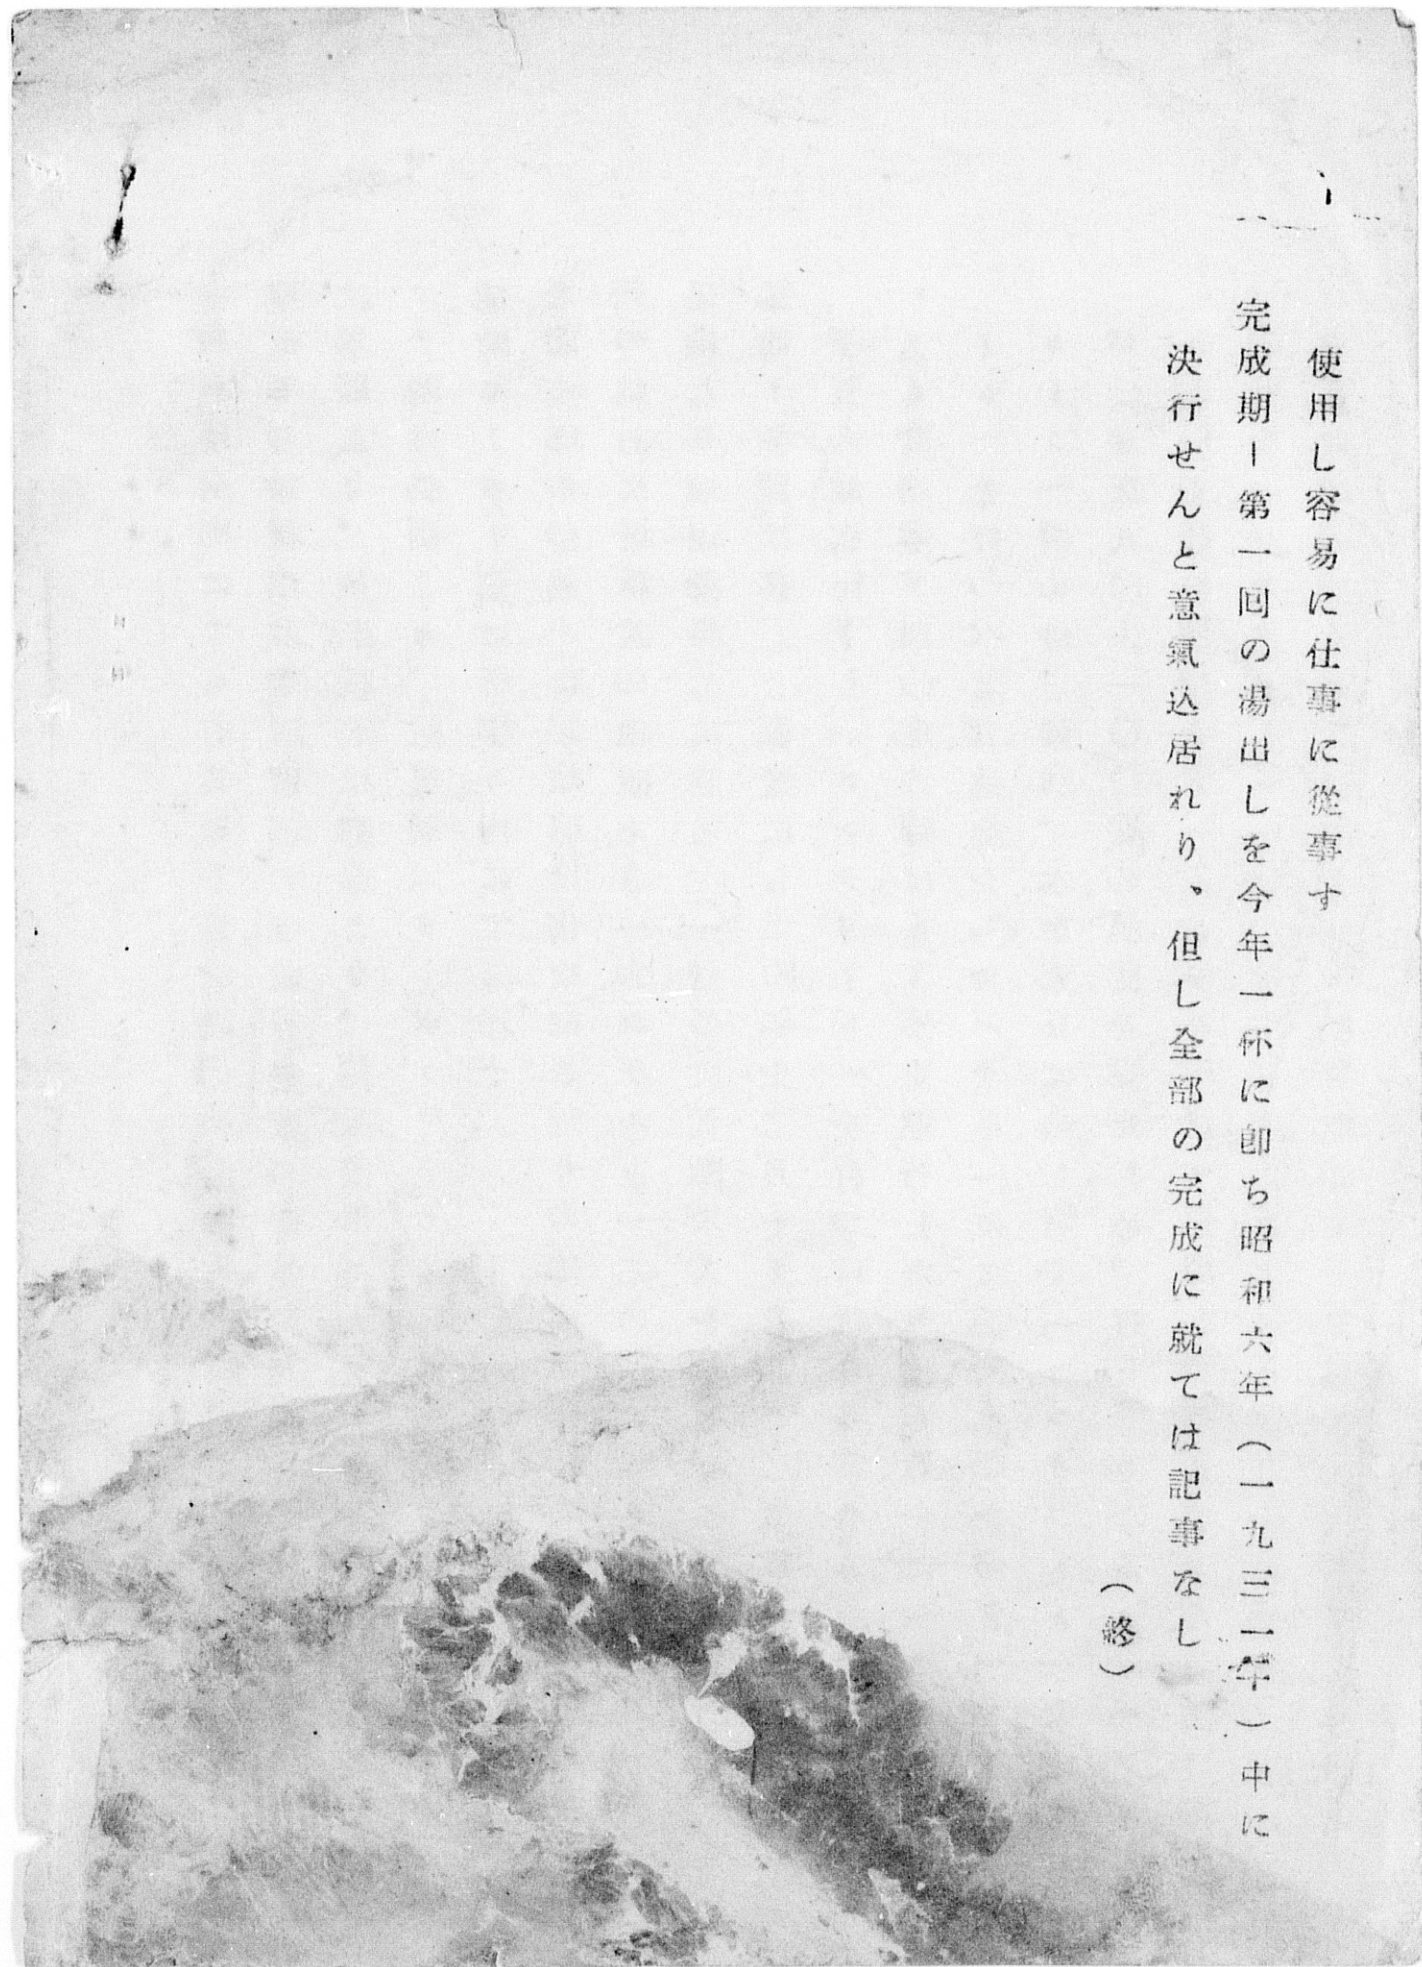 使用し容易に仕事に從事す
完成期ー第一回の湯出しを今年一杯に卽ち昭和六年（一九三一年）中に
決行せんと意氣込居れり、但し全部の完成に就ては記事なし
（終）